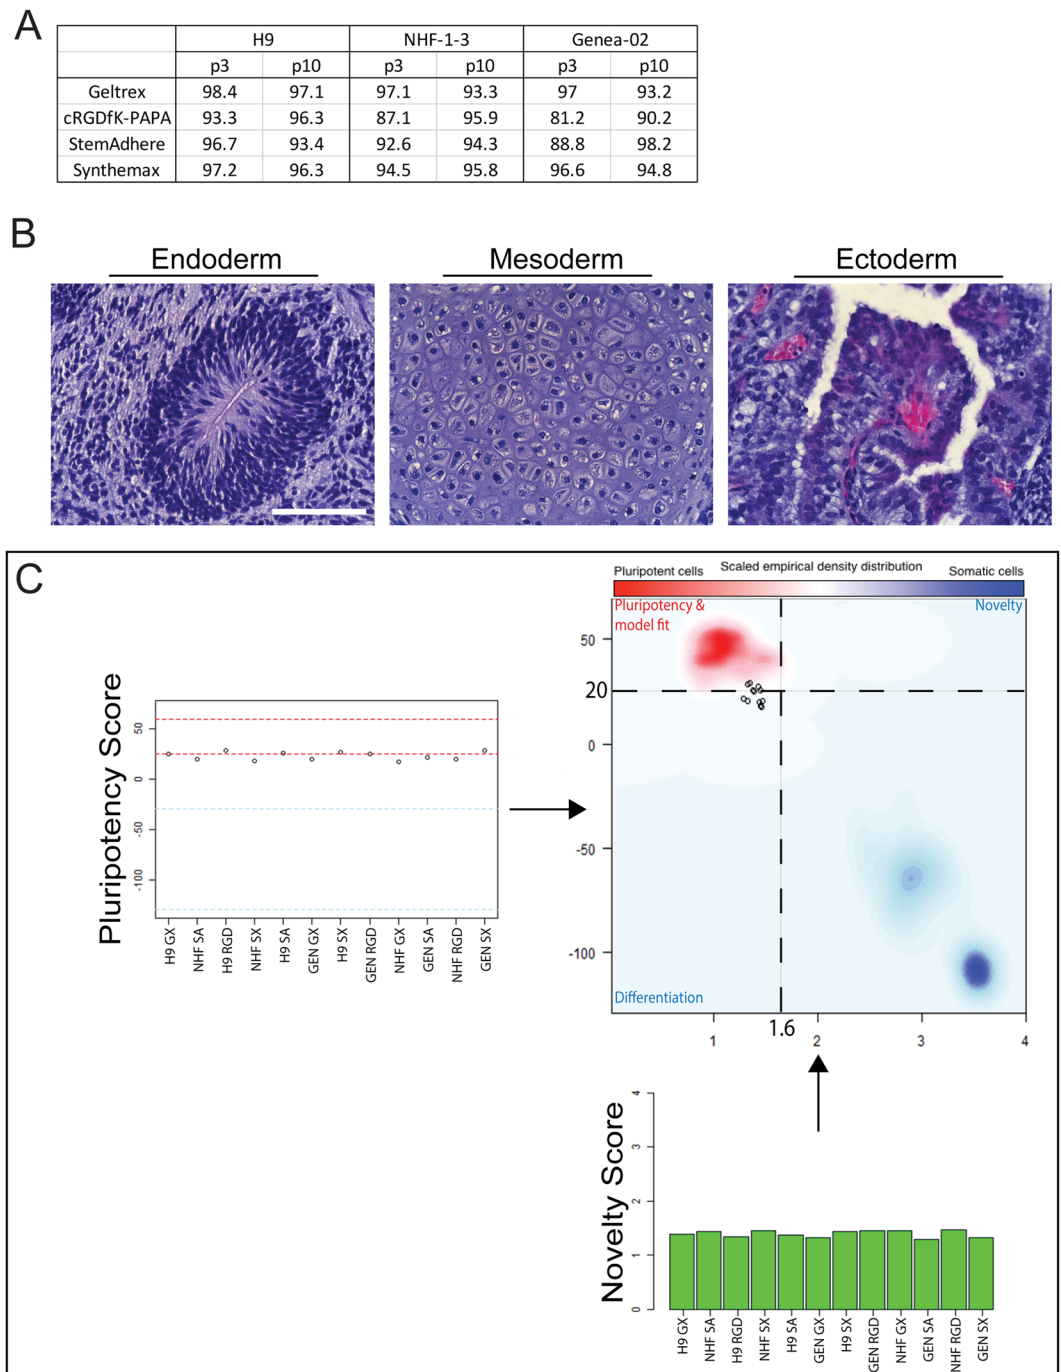 A
H9 NHF-1-3 Genea-02
p3 p10 p3 p10 p3 p10
Geltrex 98.4 97.1 97.1 93.3 97 93.2
cRGDfK-PAPA 93.3 96.3 87.1 95.9 81.2 90.2
StemAdhere 96.7 93.4 92.6 94.3 88.8 98.2
Synthemax 97.2 96.3 94.5 95.8 96.6 94.8
B
Endoderm Mesoderm Ectoderm
C
Pluripotency Score
50
0
-50
-100
H9 GX
NHF SA
H9 RGD
NHF SX
H9 SA
GEN GX
H9 SX
GEN RGD
NHF GX
GEN SA
NHF RGD
GEN SX
Pluripotent cells Scaled empirical density distribution Somatic cells
Pluripotency & Novelty
model fit
50
20
0
-50
-100
Differentiation
1.6
1 2 3 4
Novelty Score
4
3
2
1
0
H9 GX
NHF SA
H9 RGD
NHF SX
H9 SA
GEN GX
H9 SX
GEN RGD
NHF GX
GEN SA
NHF RGD
GEN SX